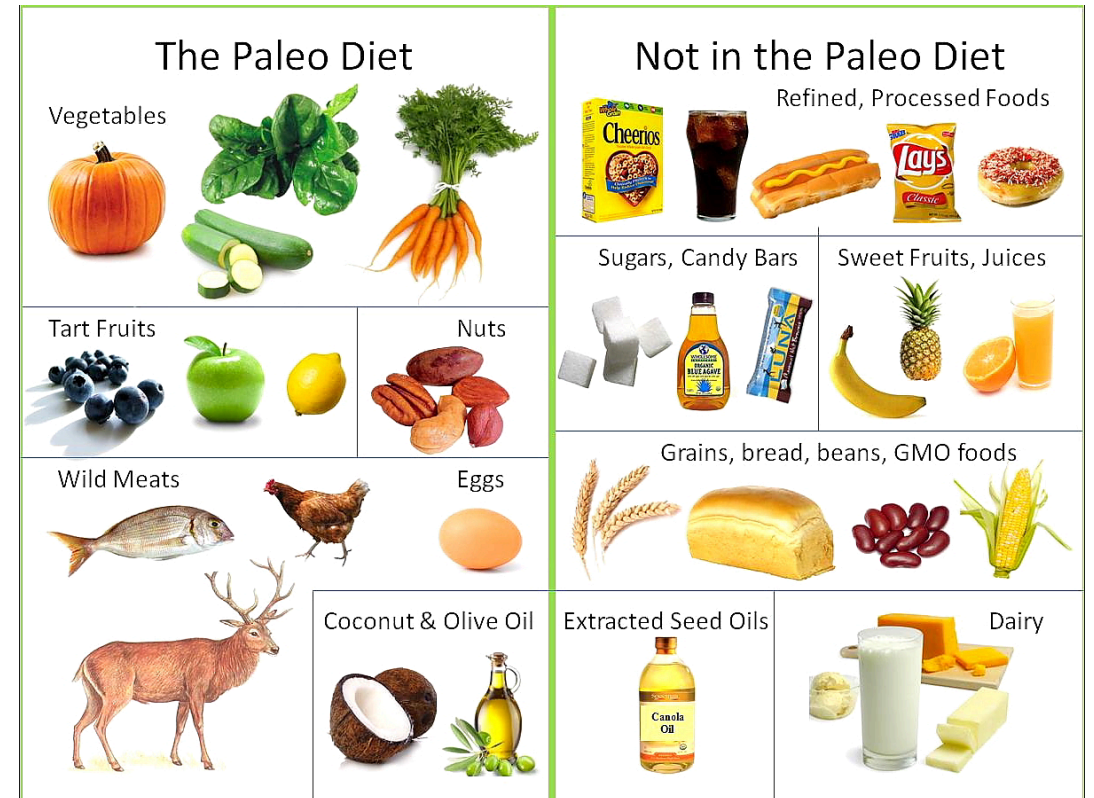 The Paleo Diet
Vegetables
Tart Fruits
Nuts
Wild Meats
Eggs
Coconut & Olive Oil
Not in the Paleo Diet
Refined, Processed Foods
Cheerios
Lay's
Classic
Sugars, Candy Bars
WHOLESOME
ORGANIC
BLUE AGAVE
LUNA
Sweet Fruits, Juices
Grains, bread, beans, GMO foods
Extracted Seed Oils
Canola
Oil
Dairy